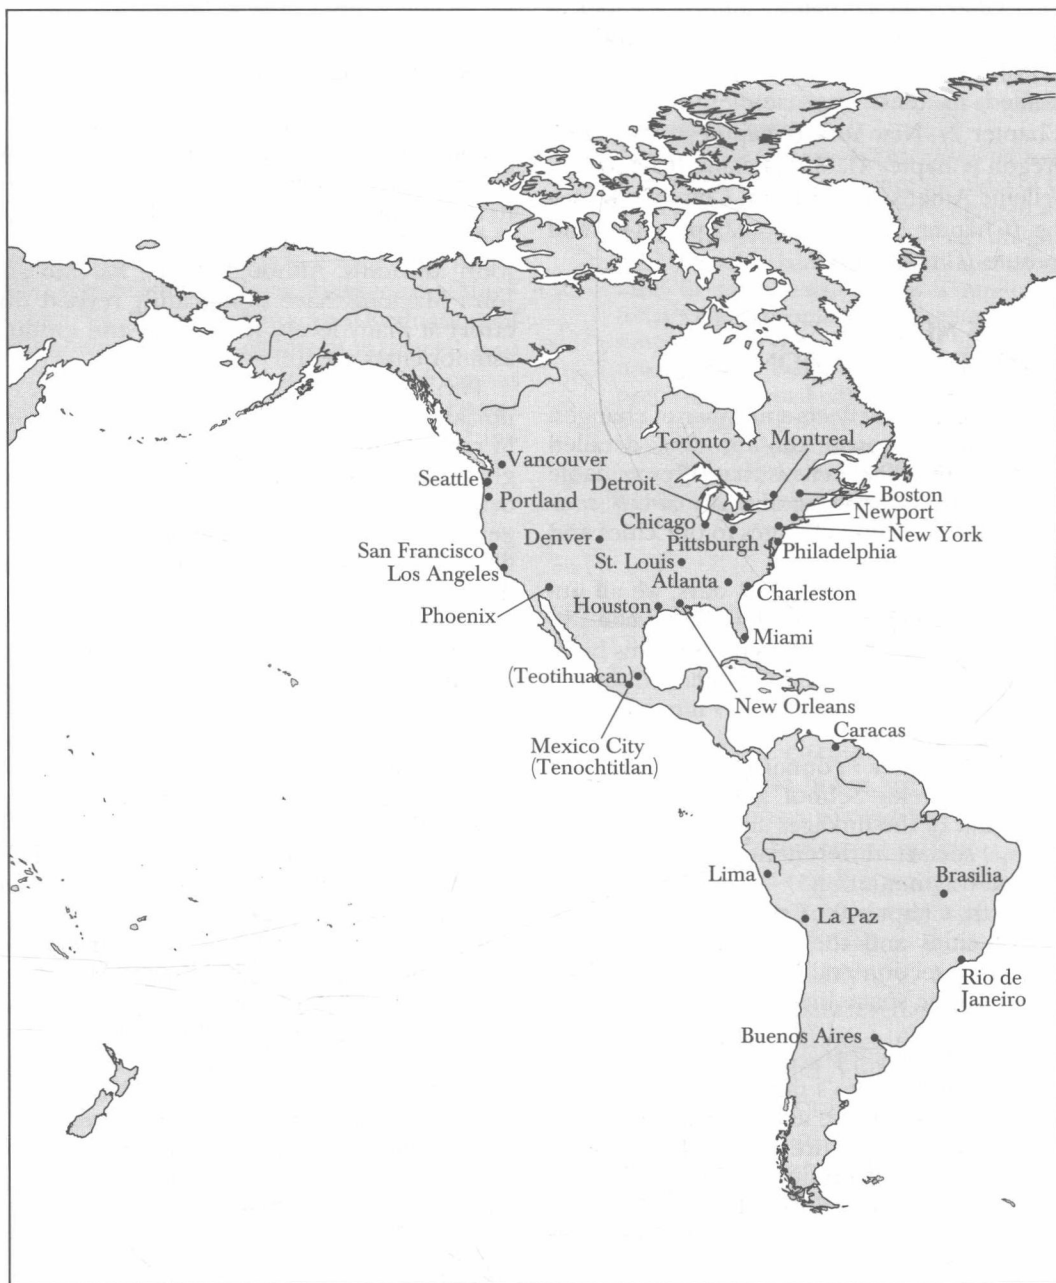 Toronto
Montreal
Vancouver
Seattle
Detroit
Portland
Boston
Newport
Chicago
New York
Denver
Pittsburgh
Philadelphia
San Francisco
St. Louis
Los Angeles
Atlanta
Charleston
Phoenix
Houston
Miami
(Teotihuacan)
New Orleans
Caracas
Mexico City
(Tenochtitlan)
Lima
Brasilia
La Paz
Rio de
Janeiro
Buenos Aires